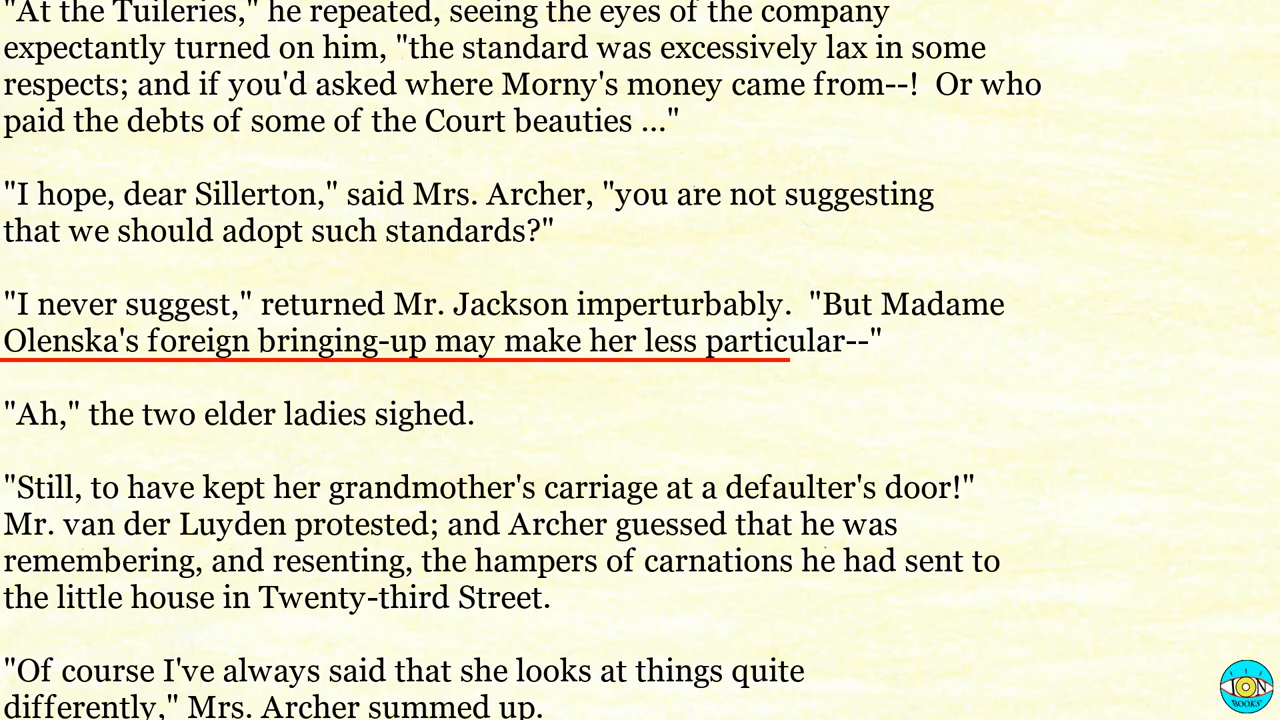 "At the Tuileries," he repeated, seeing the eyes of the company
expectantly turned on him, "the standard was excessively lax in some
respects; and if you'd asked where Morny's money came from--!  Or who
paid the debts of some of the Court beauties ..."
"I hope, dear Sillerton," said Mrs. Archer, "you are not suggesting
that we should adopt such standards?"
"I never suggest," returned Mr. Jackson imperturbably.  "But Madame
Olenska's foreign bringing-up may make her less particular--"
"Ah," the two elder ladies sighed.
"Still, to have kept her grandmother's carriage at a defaulter's door!"
Mr. van der Luyden protested; and Archer guessed that he was
remembering, and resenting, the hampers of carnations he had sent to
the little house in Twenty-third Street.
"Of course I've always said that she looks at things quite
differently," Mrs. Archer summed up.
ION
BOOKS